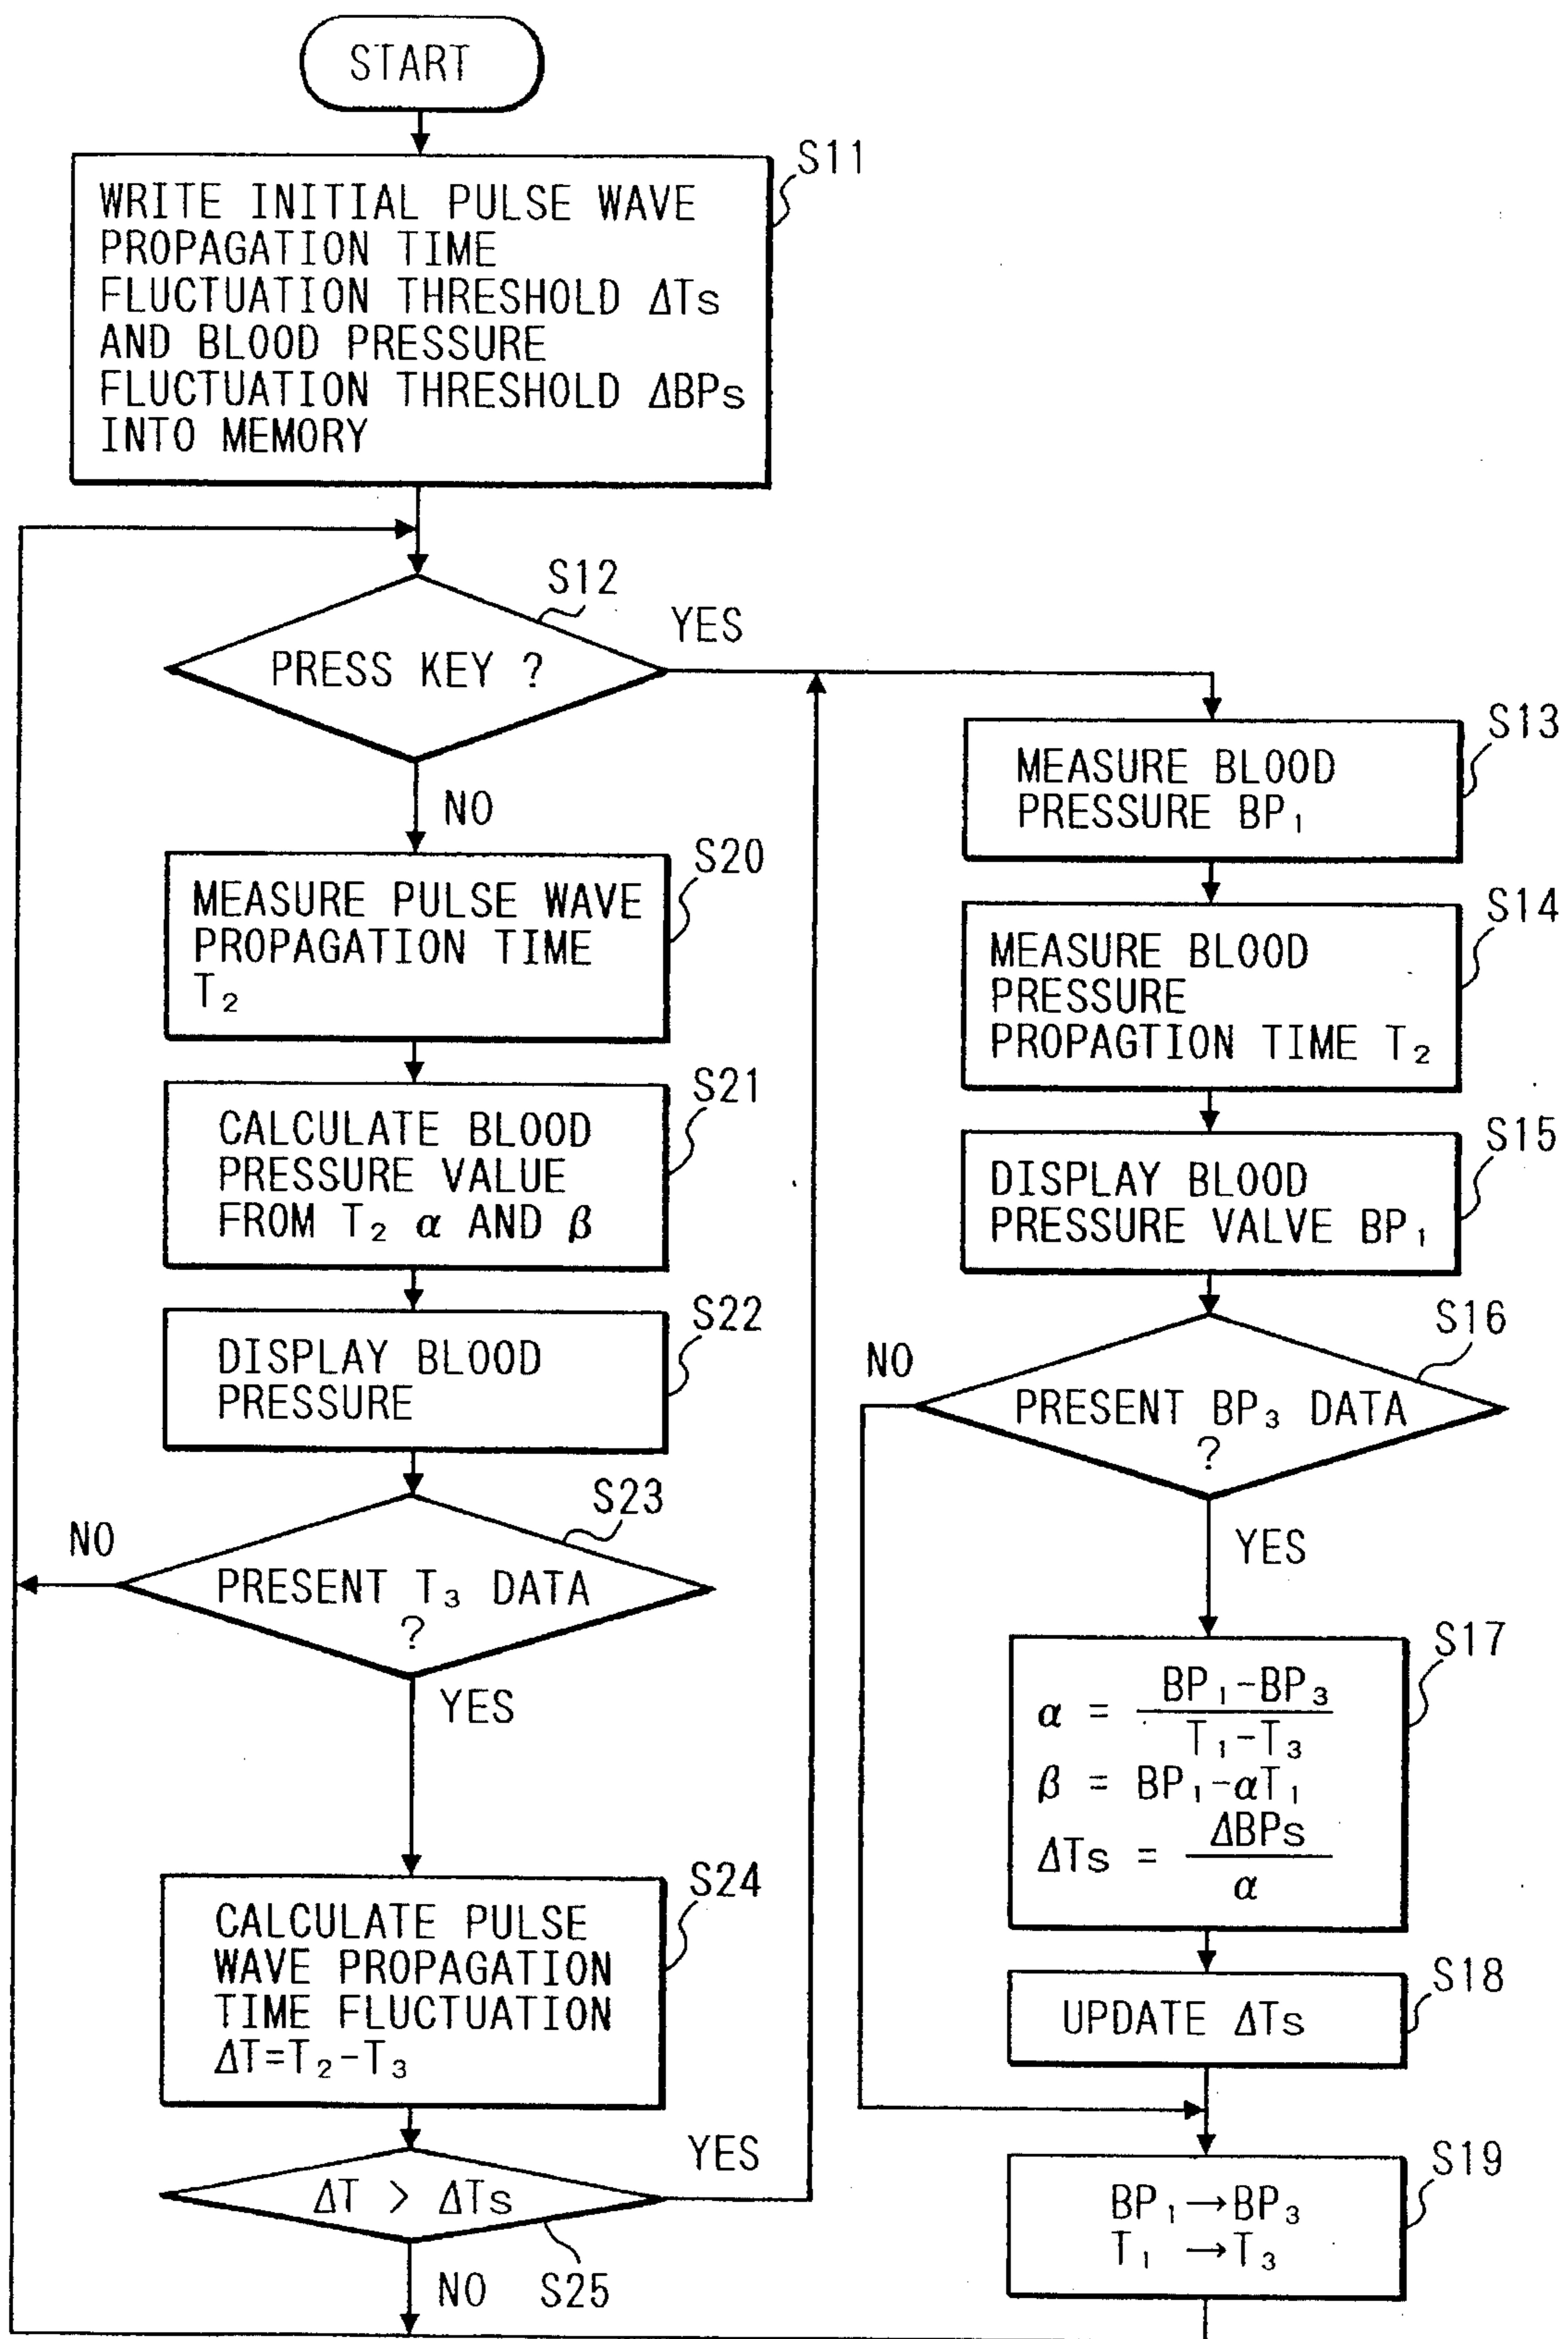 START
S11
WRITE INITIAL PULSE WAVE
PROPAGATION TIME
FLUCTUATION THRESHOLD ΔTs
AND BLOOD PRESSURE
FLUCTUATION THRESHOLD ΔBPs
INTO MEMORY
S12
PRESS KEY ?
YES
NO
S20
MEASURE PULSE WAVE
PROPAGATION TIME
T₂
S21
CALCULATE BLOOD
PRESSURE VALUE
FROM T₂ α AND β
S22
DISPLAY BLOOD
PRESSURE
S23
PRESENT T₃ DATA
?
NO
YES
S24
CALCULATE PULSE
WAVE PROPAGATION
TIME FLUCTUATION
ΔT=T₂-T₃
ΔT > ΔTs
YES
S25
NO
S13
MEASURE BLOOD
PRESSURE BP₁
S14
MEASURE BLOOD
PRESSURE
PROPAGTION TIME T₂
S15
DISPLAY BLOOD
PRESSURE VALVE BP₁
S16
NO
PRESENT BP₃ DATA
?
YES
S17
α = BP₁-BP₃ / T₁-T₃
β = BP₁-αT₁
ΔTs = ΔBPs / α
S18
UPDATE ΔTs
S19
BP₁→BP₃
T₁ →T₃